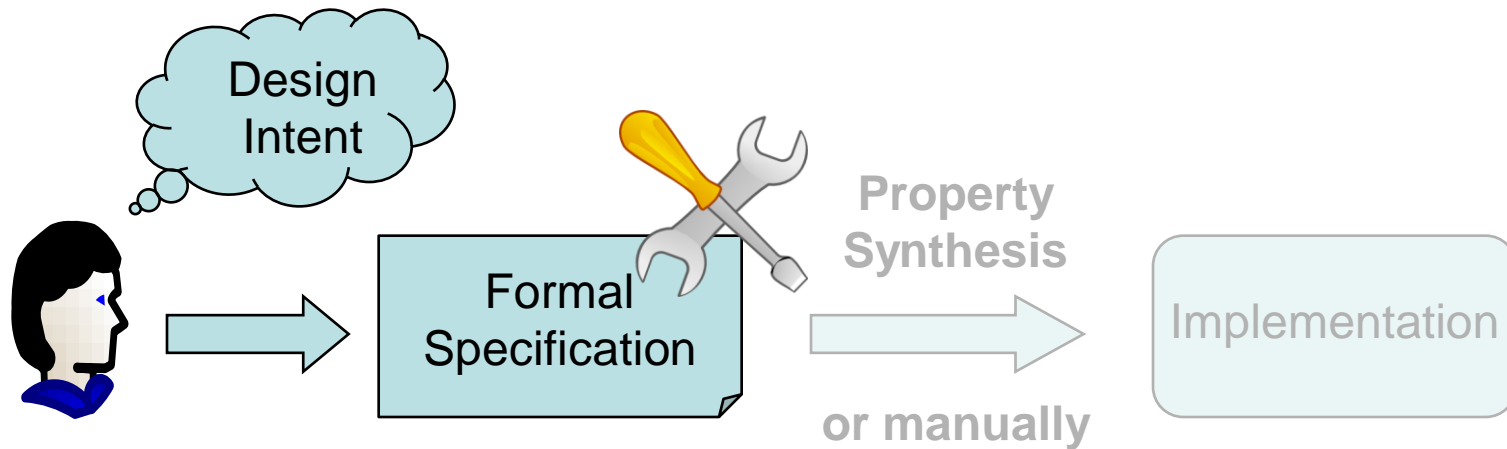 Design
Intent
Formal
Specification
Property
Synthesis
or manually
Implementation